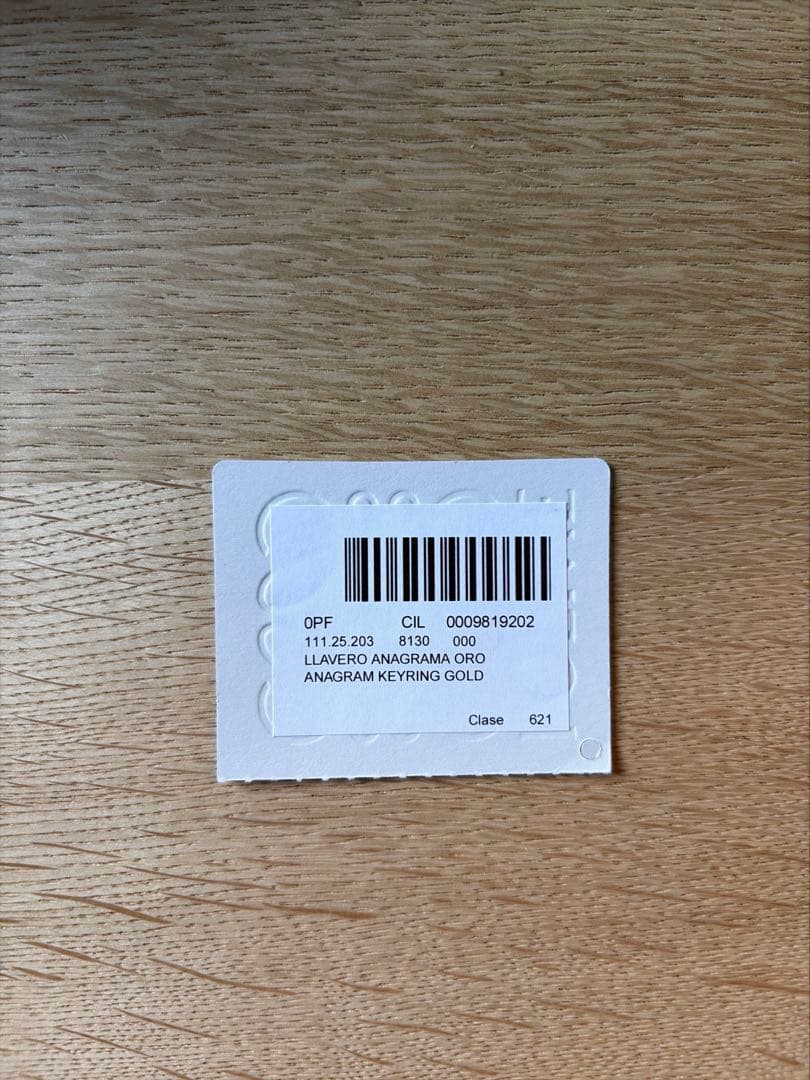 0PF CIL 0009819202
111.25.203 8130 000
LLAVERO ANAGRAMA ORO
ANAGRAM KEYRING GOLD
Clase 621